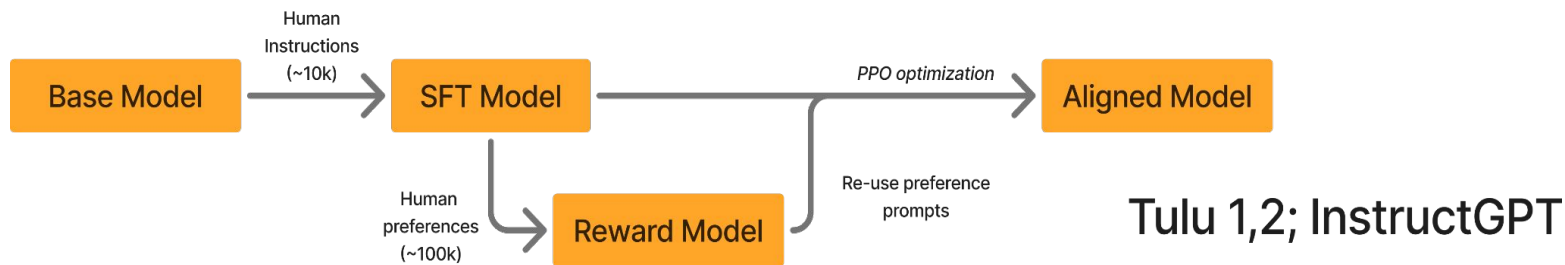 Human
Instructions
(~10k)
Base Model
SFT Model
PPO optimization
Aligned Model
Human
preferences
(~100k)
Reward Model
Re-use preference
prompts
Tulu 1,2; InstructGPT